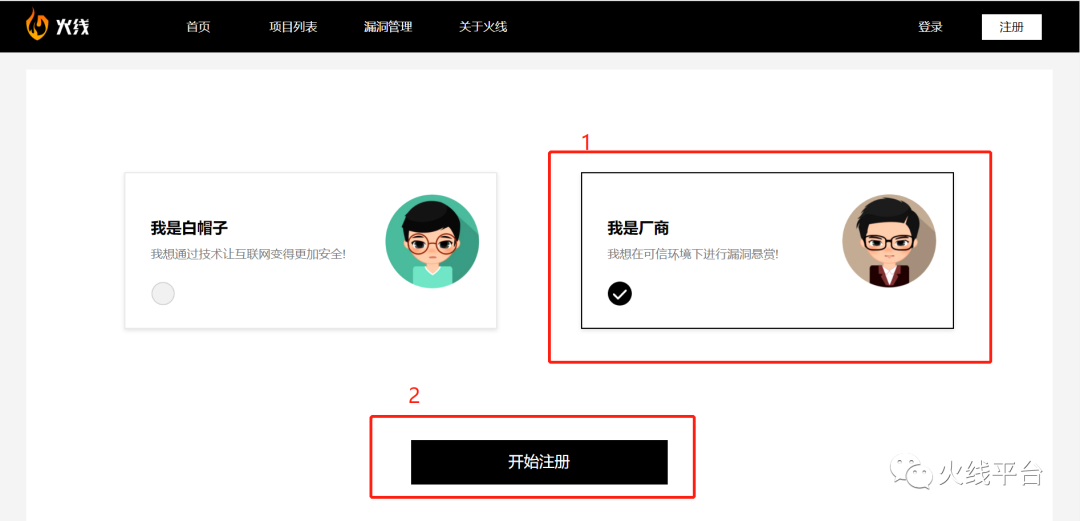 火线
首页 项目列表 漏洞管理 关于火线 登录 注册
1
我是白帽子
我想通过技术让互联网变得更加安全!
我是厂商
我想在可信环境下进行漏洞悬赏!
2
开始注册
火线平台